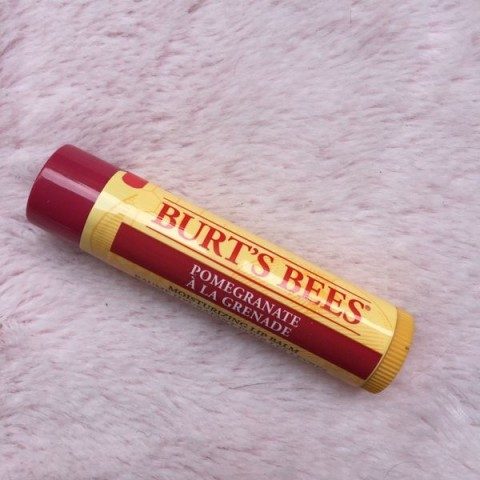 BURT'S BEES®
POMEGRANATE
À LA GRENADE
MOISTURIZING LIP BALM